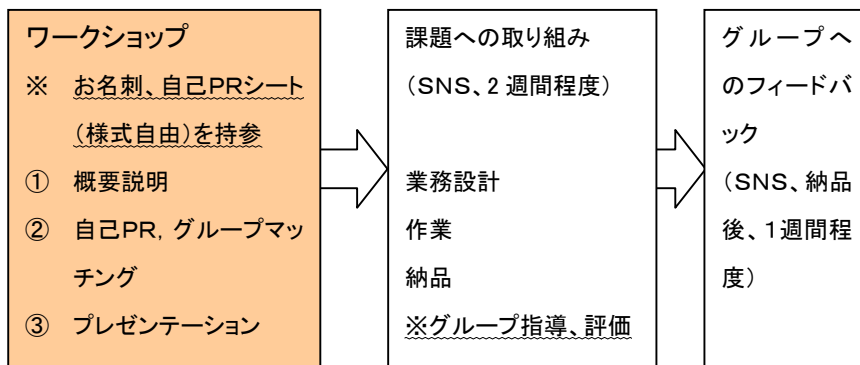 ワークショップ
※ お名刺、自己PRシート
（様式自由）を持参
① 概要説明
② 自己PR, グループマッ
チング
③ プレゼンテーション
課題への取り組み
（SNS、2 週間程度）
業務設計
作業
納品
※グループ指導、評価
グループへ
のフィードバ
ック
（SNS、納品
後、1週間程
度）